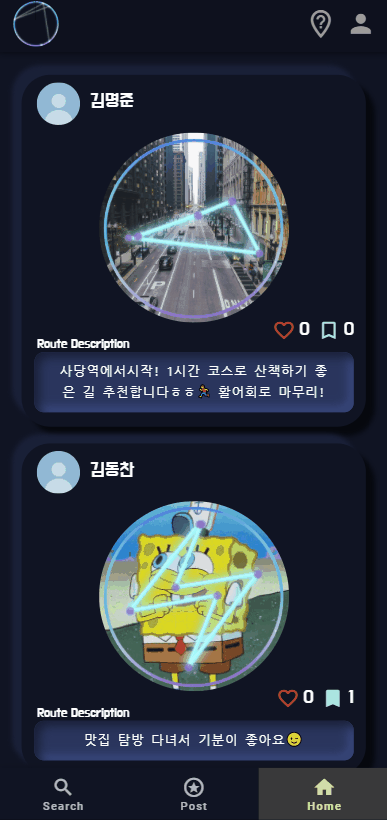 김명준
0 0
Route Description
사당역에서시작! 1시간 코스로 산책하기 좋
은 길 추천합니다ㅎㅎ🏃 활어회로 마무리!
김동찬
0 1
Route Description
맛집 탐방 다녀서 기분이 좋아요😉
Search Post Home